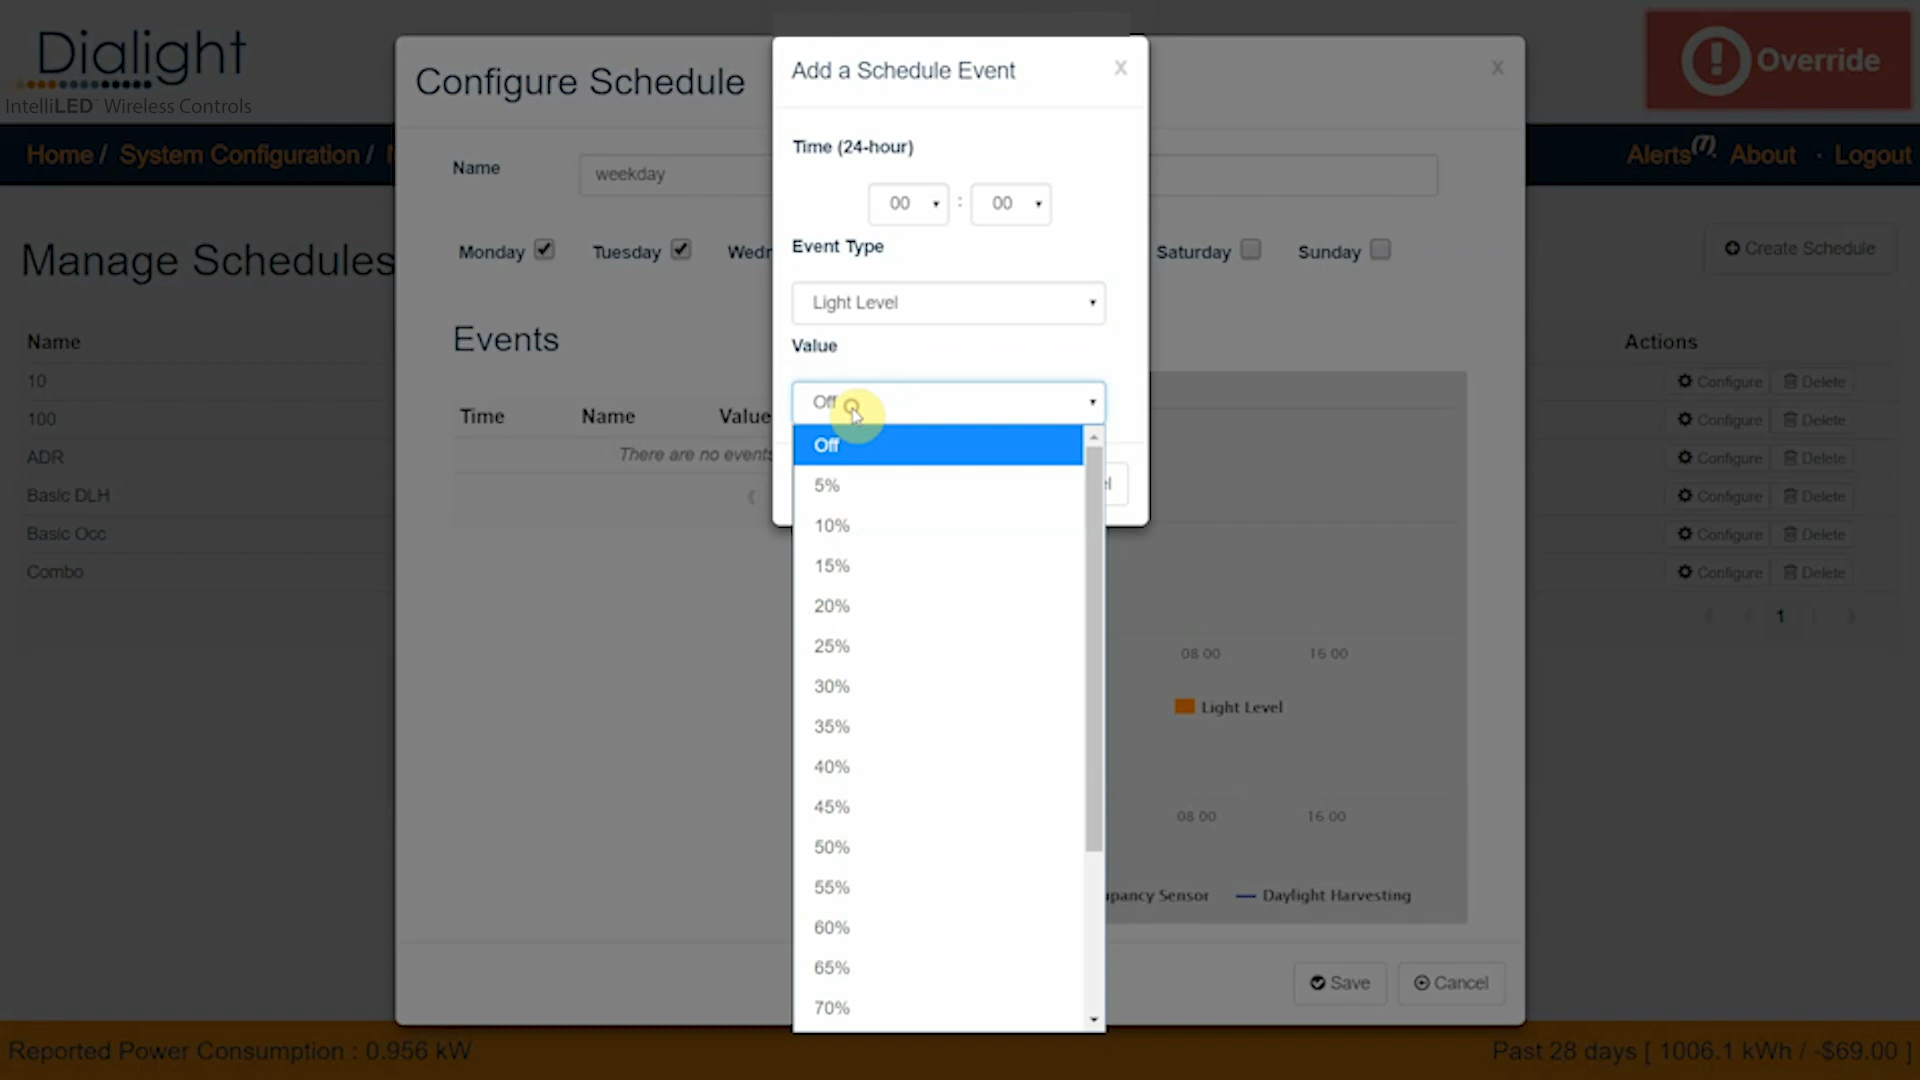 Dialight
IntelliLED Wireless Controls
Override
Home / System Configuration /
Alerts (7) · About · Logout
Manage Schedules
Create Schedule
Name
Actions
10
Configure Delete
100
Configure Delete
ADR
Configure Delete
Basic DLH
Configure Delete
Basic Occ
Configure Delete
Combo
Configure Delete
1
Configure Schedule
x
Name
weekday
Monday Tuesday
Saturday Sunday
Events
Time Name Value
There are no events
08 00 16 00
Light Level
08 00 16 00
Daylight Harvesting
Save Cancel
Add a Schedule Event
x
Time (24-hour)
00 : 00
Event Type
Light Level
Value
Off
Off
5%
10%
15%
20%
25%
30%
35%
40%
45%
50%
55%
60%
65%
70%
Reported Power Consumption : 0.956 kW
Past 28 days [ 1006.1 kWh / -$69.00 ]